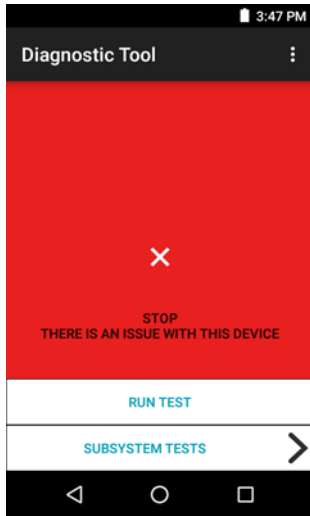 3:47 PM
Diagnostic Tool
STOP
THERE IS AN ISSUE WITH THIS DEVICE
RUN TEST
SUBSYSTEM TESTS